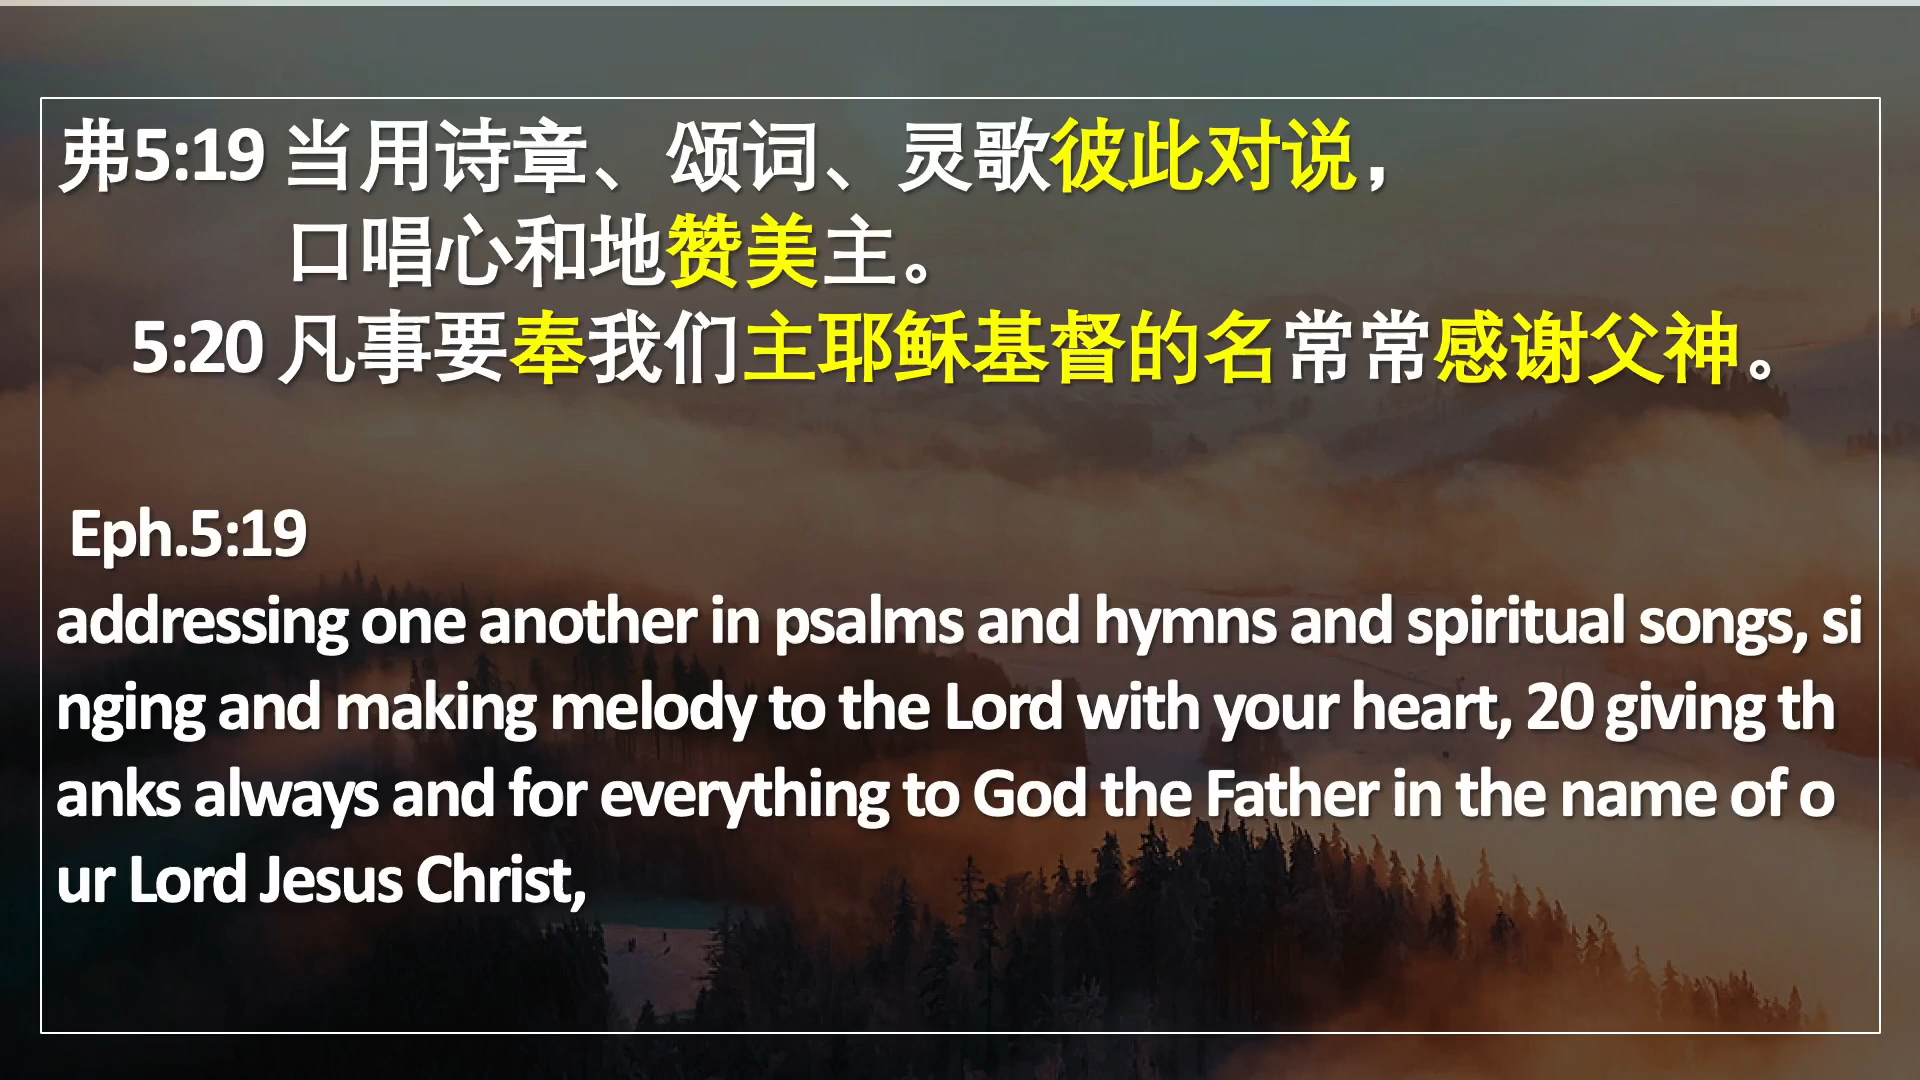 弗5:19 当用诗章、颂词、灵歌彼此对说，
口唱心和地赞美主。
5:20 凡事要奉我们主耶稣基督的名常常感谢父神。
Eph.5:19
addressing one another in psalms and hymns and spiritual songs, si
nging and making melody to the Lord with your heart, 20 giving th
anks always and for everything to God the Father in the name of o
ur Lord Jesus Christ,